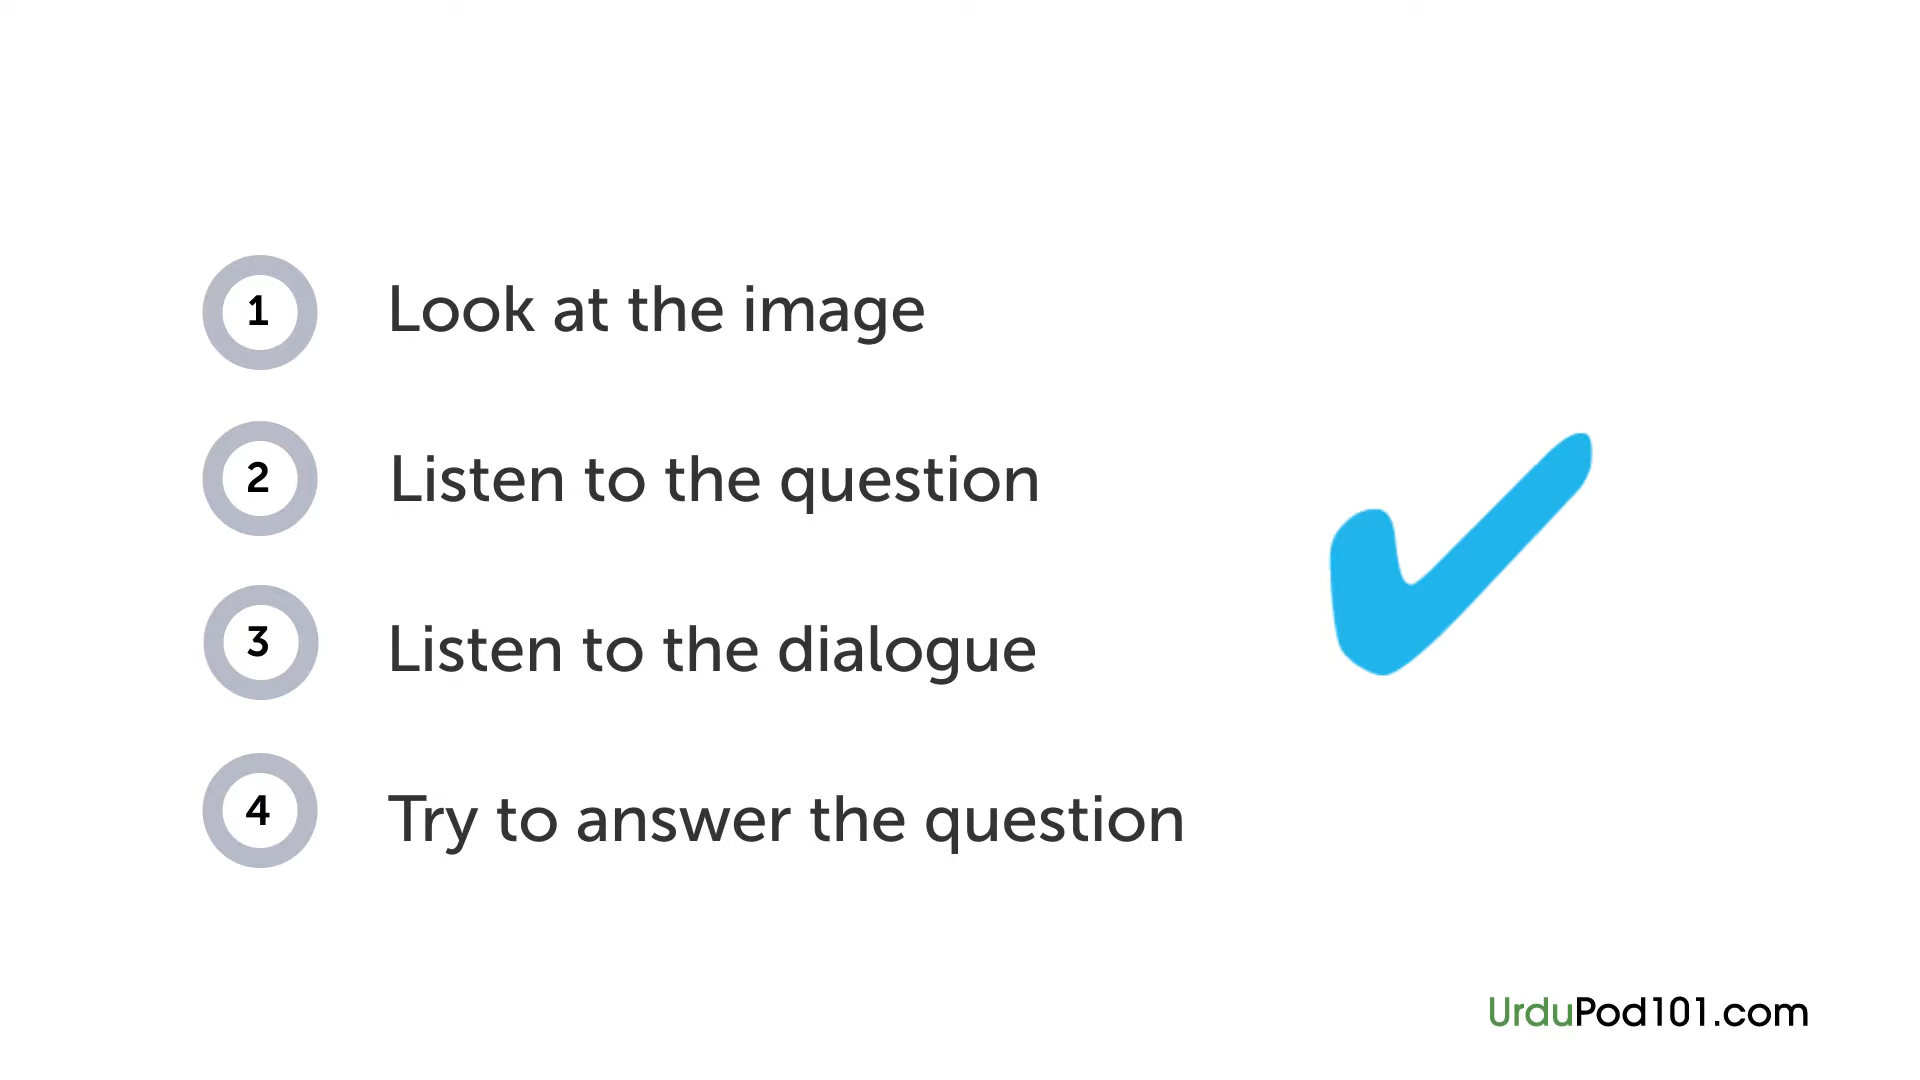 1 Look at the image
2 Listen to the question
3 Listen to the dialogue
4 Try to answer the question
UrduPod101.com